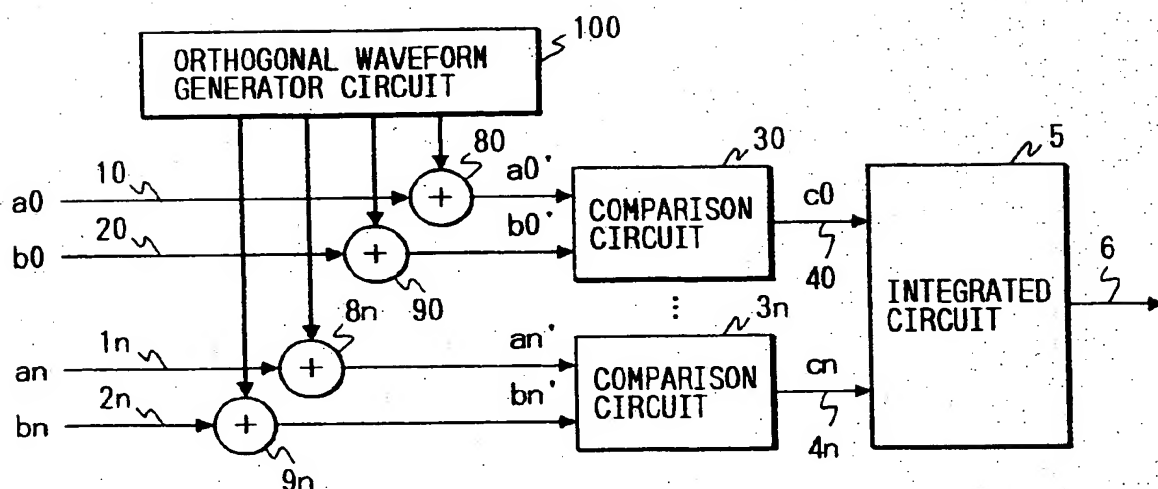 100
ORTHOGONAL WAVEFORM
GENERATOR CIRCUIT
80
30
5
10
a0
+
a0'
COMPARISON
CIRCUIT
c0
20
b0
+
b0'
40
6
90
INTEGRATED
CIRCUIT
8n
⋮
3n
1n
an
+
an'
COMPARISON
CIRCUIT
cn
2n
bn
+
bn'
4n
9n